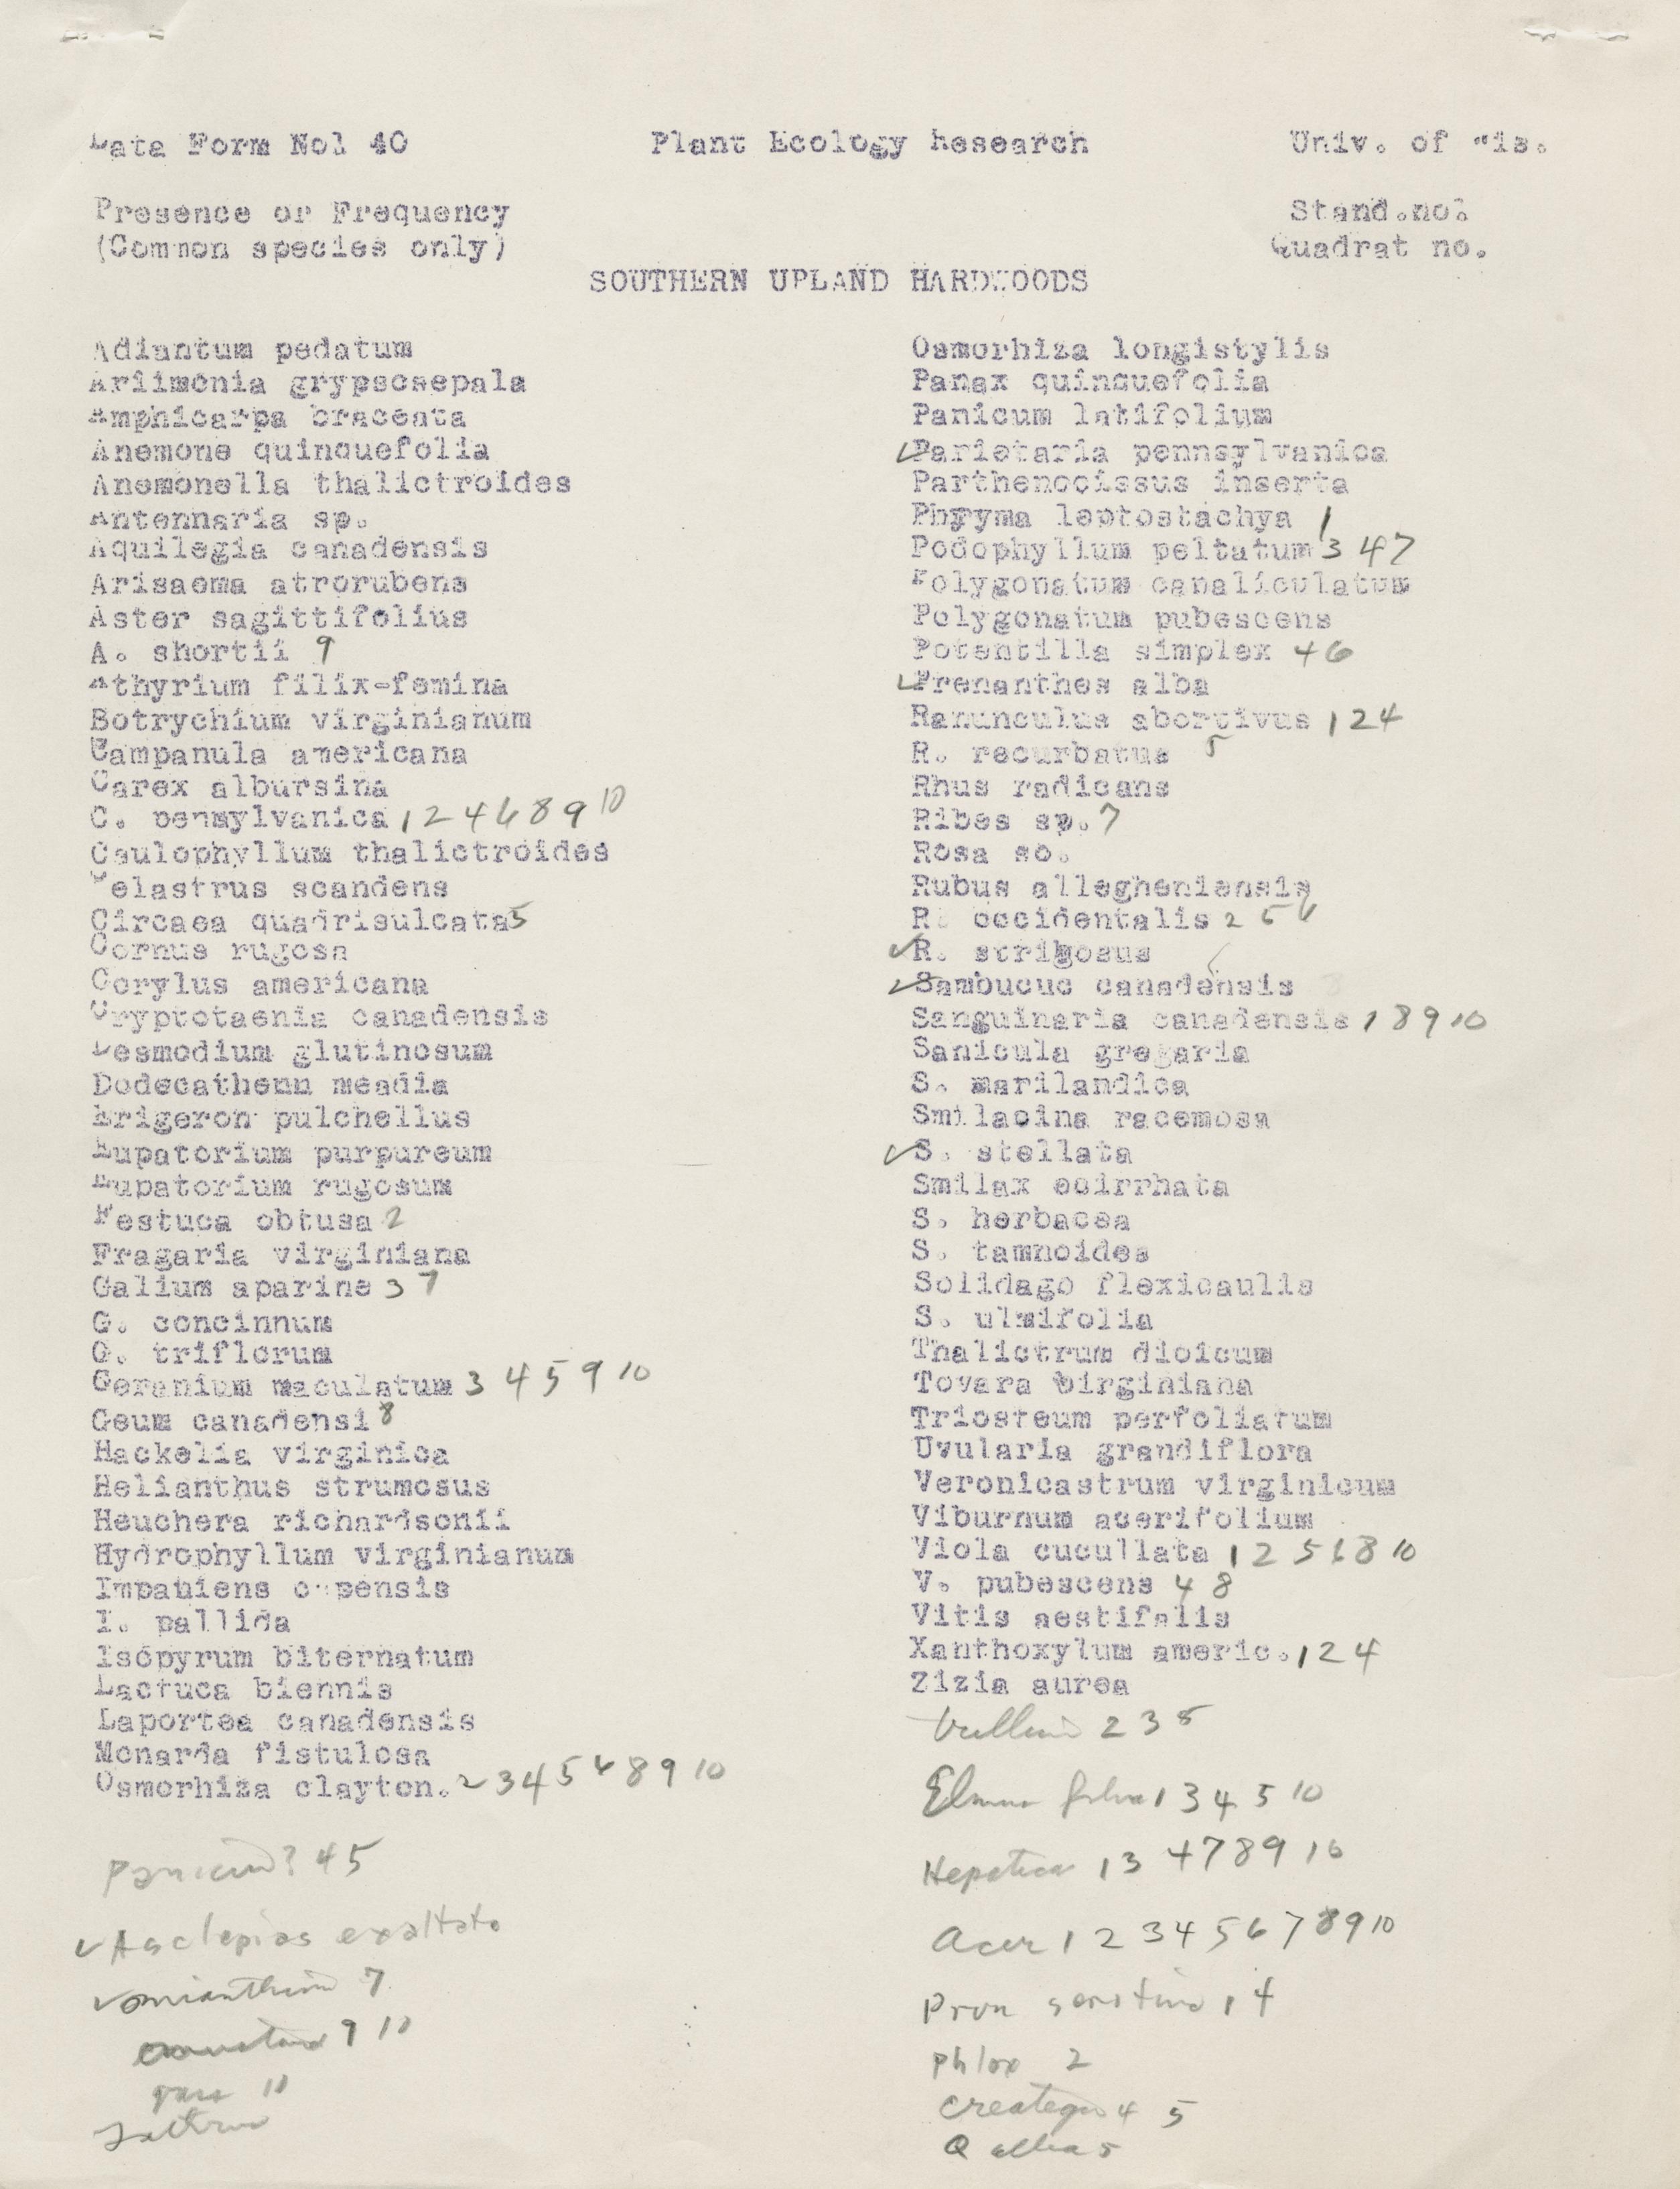 Data Form Nol 40 Plant Ecology Research Univ. of Wis.
Presence or Frequency Stand.no.
(Common species only) Quadrat no.
SOUTHERN UPLAND HARDWOODS
Adiantum pedatum
Ariimonia grypsosepala
Amphicarpa braceata
Anemone quinquefolia
Anemonella thalictroides
Antennaria sp.
Aquilegia canadensis
Arisaema atrorubens
Aster sagittifolius
A. shortii 9
Athyrium filix-femina
Botrychium virginianum
Campanula americana
Carex albursina
C. pensylvanica 1 2 4 6 8 9 10
Caulophyllum thalictroides
Celastrus scandens
Circaea quadrisulcata 5
Cornus rugosa
Corylus americana
Cryptotaenia canadensis
Desmodium glutinosum
Dodecatheon meadia
Erigeron pulchellus
Eupatorium purpureum
Eupatorium rugosum
Festuca obtusa 2
Fragaria virginiana
Galium aparine 3 7
G. concinnum
G. triflorum
Geranium maculatum 3 4 5 9 10
Geum canadensi 8
Hackelia virginica
Helianthus strumosus
Heuchera richardsonii
Hydrophyllum virginianum
Impatiens capensis
I. pallida
Isopyrum biternatum
Lactuca biennis
Laportea canadensis
Monarda fistulosa
Osmorhiza clayton. 2 3 4 5 6 8 9 10
Panicum? 4 5
✓ Asclepias exaltata
✓ 7
9 10
10
Osmorhiza longistylis
Panax quinquefolia
Panicum latifolium
✓Parietaria pennsylvanica
Parthenocissus inserta
Phryma leptostachya 1
Podophyllum peltatum 3 4 7
Polygonatum canaliculatum
Polygonatum pubescens
Potentilla simplex 4 6
✓Prenanthes alba
Ranunculus abortivus 1 2 4
R. recurbatus 5
Rhus radicans
Ribes sp. 7
Rosa so.
Rubus allegheniensis
R. occidentalis 2 5 6
✓R. strigosus
✓Sambucus canadensis
Sanguinaria canadensis 1 8 9 10
Sanicula gregaria
S. marilandica
Smilacina racemosa
✓S. stellata
Smilax ecirrhata
S. herbacea
S. tamnoides
Solidago flexicaulis
S. ulmifolia
Thalictrum dioicum
Tovara virginiana
Triosteum perfoliatum
Uvularia grandiflora
Veronicastrum virginicum
Viburnum acerifolium
Viola cucullata 1 2 5 6 8 10
V. pubescens 4 8
Vitis aestifalis
Xanthoxylum americ. 1 2 4
Zizia aurea
Trillium 2 3 5
1 3 4 5 10
Hepatica 1 3 4 7 8 9 10
Acer 1 2 3 4 5 6 7 8 9 10
Prun serotina 1 4
Phlox 2
4 5
Q alba 5